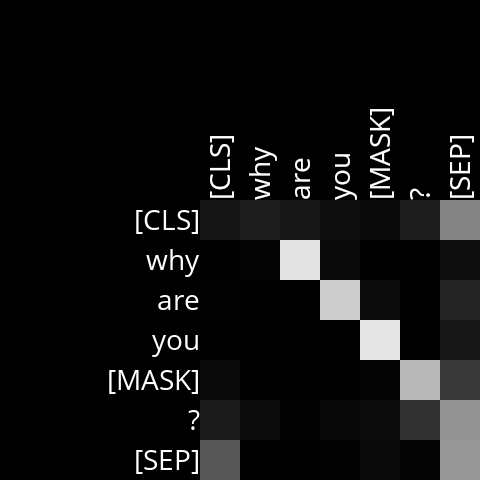 [CLS] why are you [MASK] ? [SEP]
[CLS]
why
are
you
[MASK]
?
[SEP]